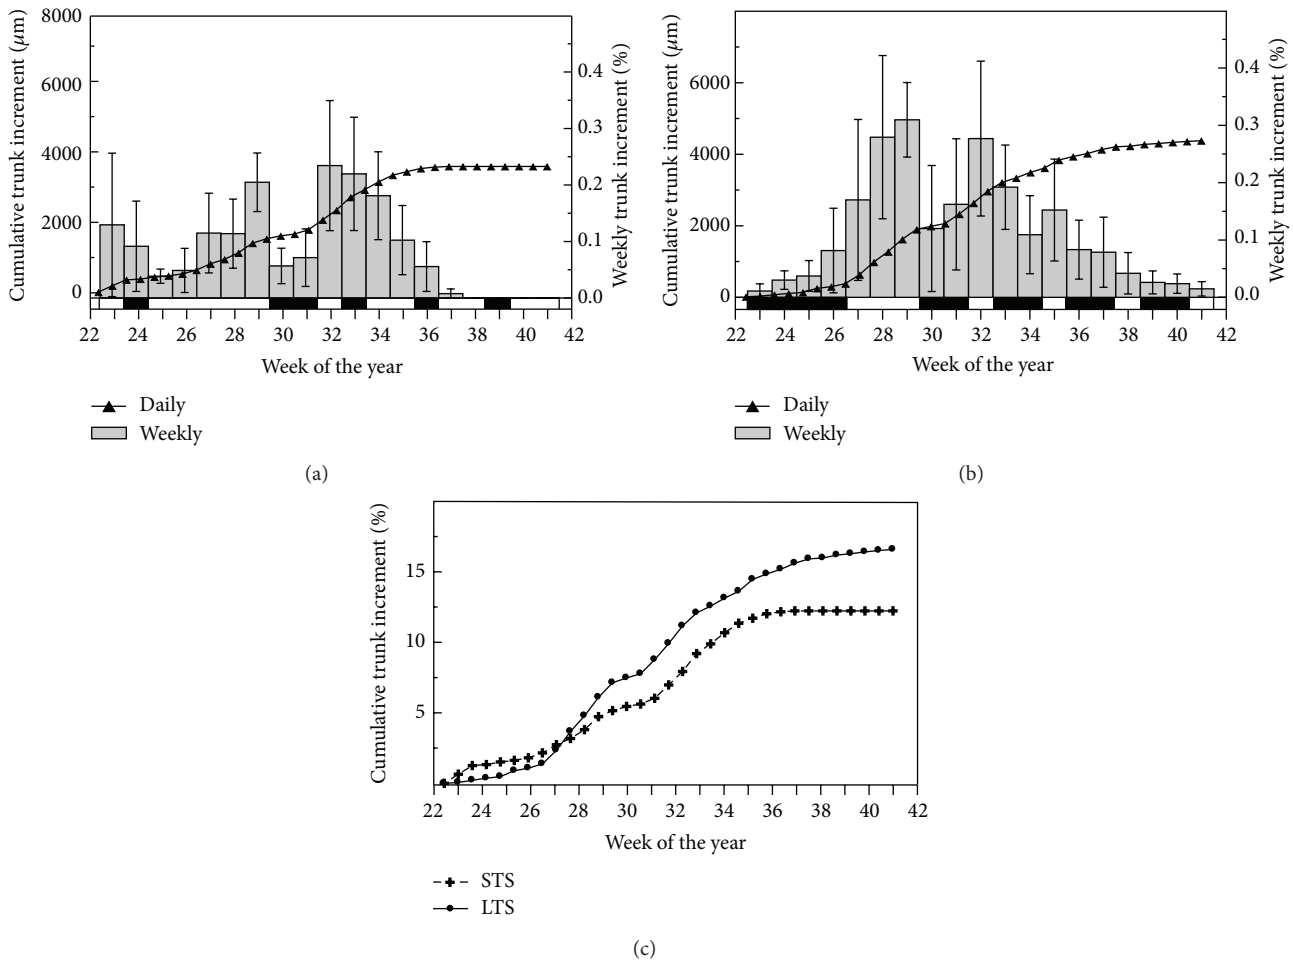 Cumulative trunk increment (μm)
8000
6000
4000
2000
0
Weekly trunk increment (%)
0.4
0.3
0.2
0.1
0.0
22 24 26 28 30 32 34 36 38 40 42
Week of the year
Daily
Weekly
(a)
Cumulative trunk increment (μm)
6000
4000
2000
0
Weekly trunk increment (%)
0.4
0.3
0.2
0.1
0.0
22 24 26 28 30 32 34 36 38 40 42
Week of the year
Daily
Weekly
(b)
Cumulative trunk increment (%)
15
10
5
22 24 26 28 30 32 34 36 38 40 42
Week of the year
STS
LTS
(c)